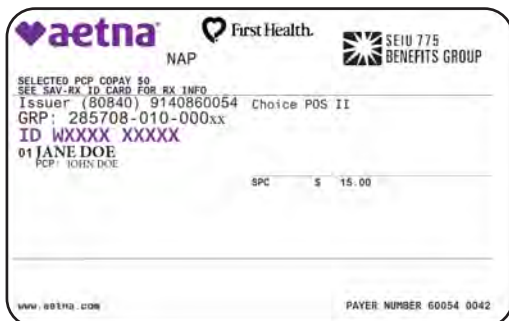 aetna
First Health.
SEIU 775
BENEFITS GROUP
NAP
SELECTED PCP COPAY $0
SEE SAV-RX ID CARD FOR RX INFO
Issuer (80840) 9140860054 Choice POS II
GRP: 285708-010-000xx
ID WXXXX XXXXX
01 JANE DOE
PCP: JOHN DOE
SPC $ 15.00
www.aetna.com PAYER NUMBER 60054 0042